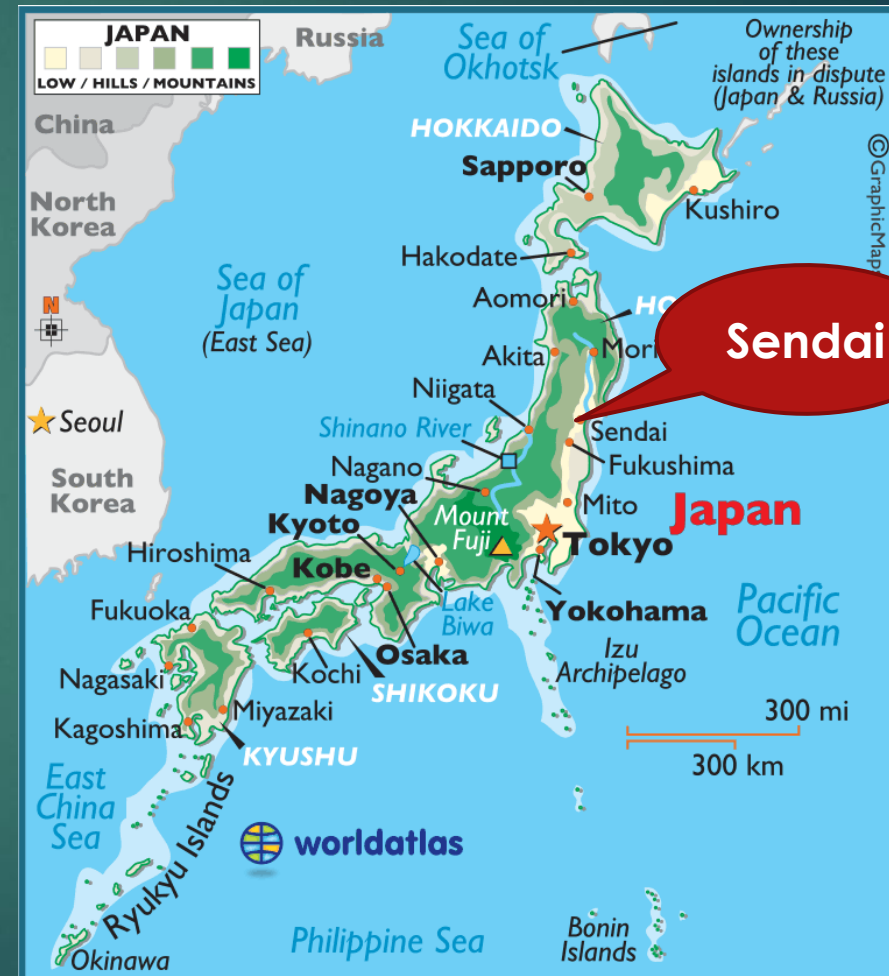 JAPAN
LOW / HILLS / MOUNTAINS
Russia
Sea of
Okhotsk
Ownership
of these
islands in dispute
(Japan & Russia)
China
HOKKAIDO
Sapporo
© GraphicMaps
North
Korea
Kushiro
Hakodate
Sea of
Japan
(East Sea)
N
Aomori
HO
Akita
Mori
Sendai
Niigata
Seoul
Shinano River
Sendai
Fukushima
South
Korea
Nagano
Nagoya
Mito
Japan
Kyoto
Mount
Fuji
Tokyo
Hiroshima
Kobe
Lake
Biwa
Yokohama
Pacific
Ocean
Fukuoka
Osaka
Izu
Archipelago
Nagasaki
Kochi
SHIKOKU
Kagoshima
Miyazaki
300 mi
KYUSHU
300 km
East
China
Sea
Ryukyu Islands
worldatlas
Philippine Sea
Bonin
Islands
Okinawa